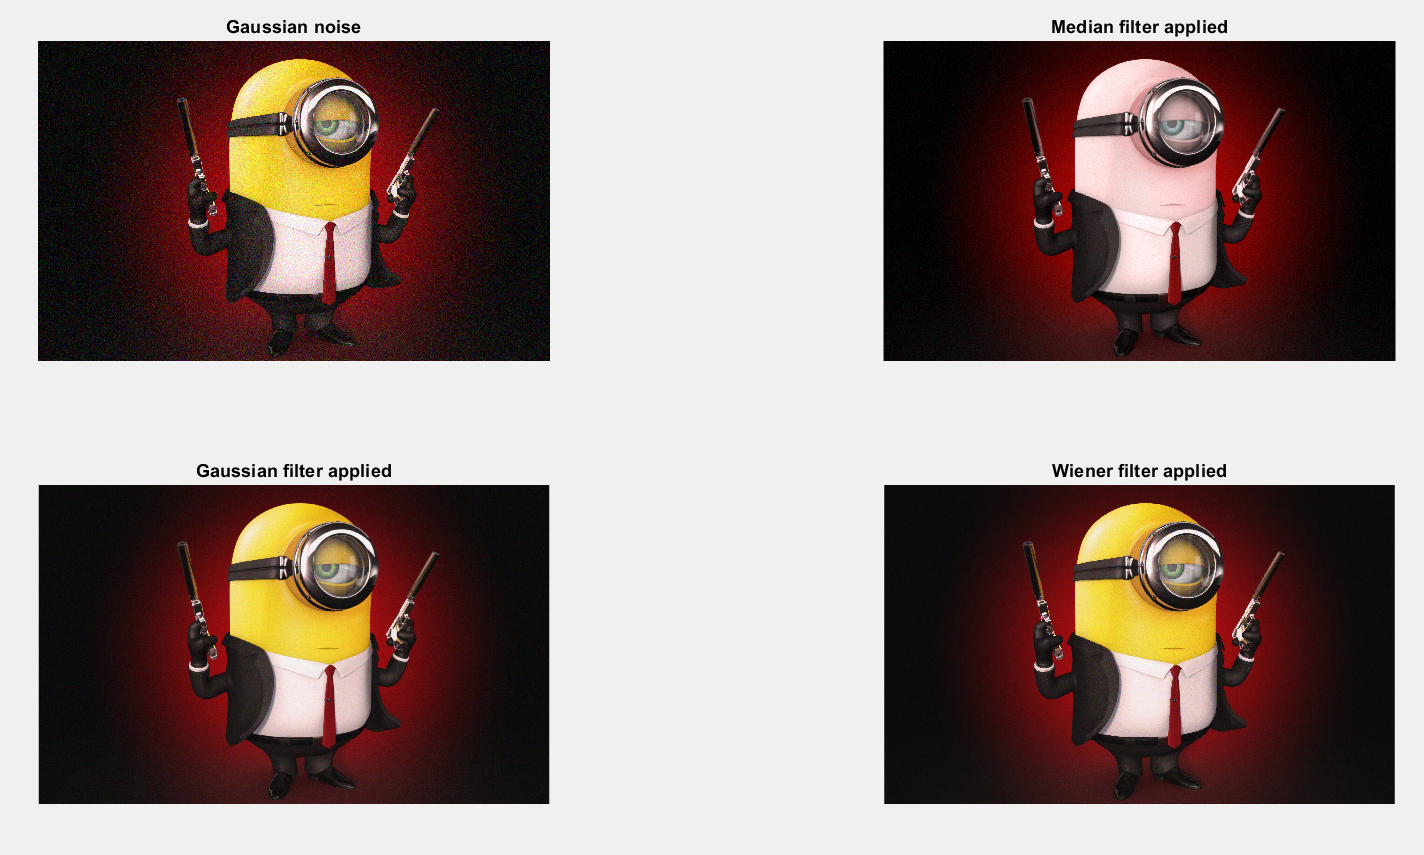 Gaussian noise
Median filter applied
Gaussian filter applied
Wiener filter applied